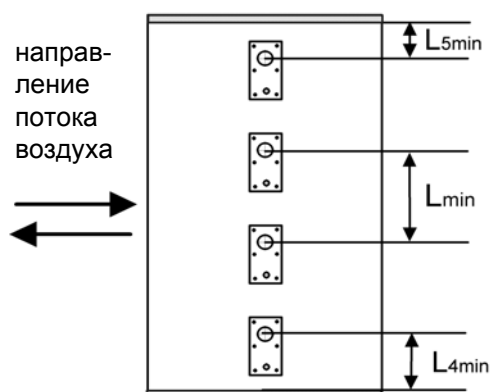 направ-
ление
потока
воздуха
L5min
Lmin
L4min